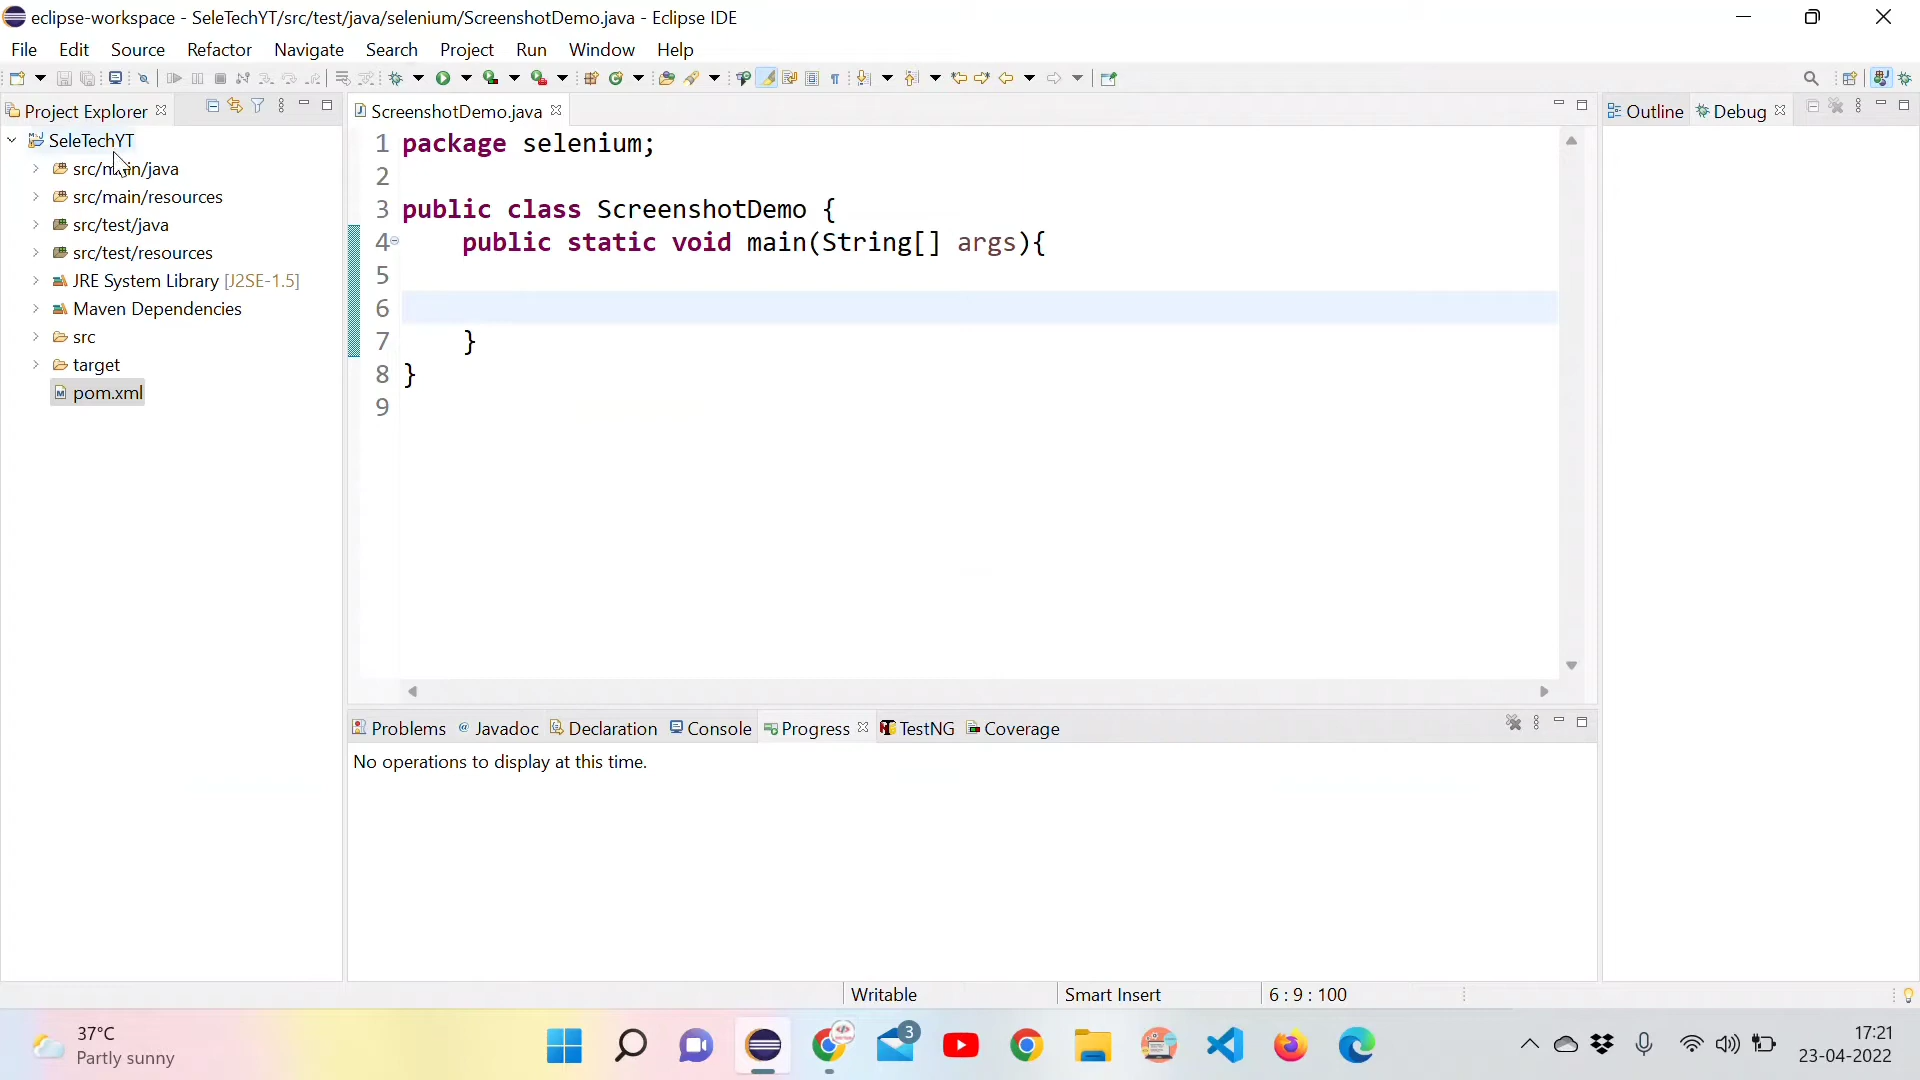 eclipse-workspace - SeleTechYT/src/test/java/selenium/ScreenshotDemo.java - Eclipse IDE
File Edit Source Refactor Navigate Search Project Run Window Help
Project Explorer
ScreenshotDemo.java
Outline Debug
SeleTechYT
src/main/java
src/main/resources
src/test/java
src/test/resources
JRE System Library [J2SE-1.5]
Maven Dependencies
src
target
pom.xml
1 package selenium;
2
3 public class ScreenshotDemo {
4 public static void main(String[] args){
5
6
7 }
8 }
9
Problems Javadoc Declaration Console Progress TestNG Coverage
No operations to display at this time.
Writable Smart Insert 6 : 9 : 100
37°C
Partly sunny
3
17:21
23-04-2022